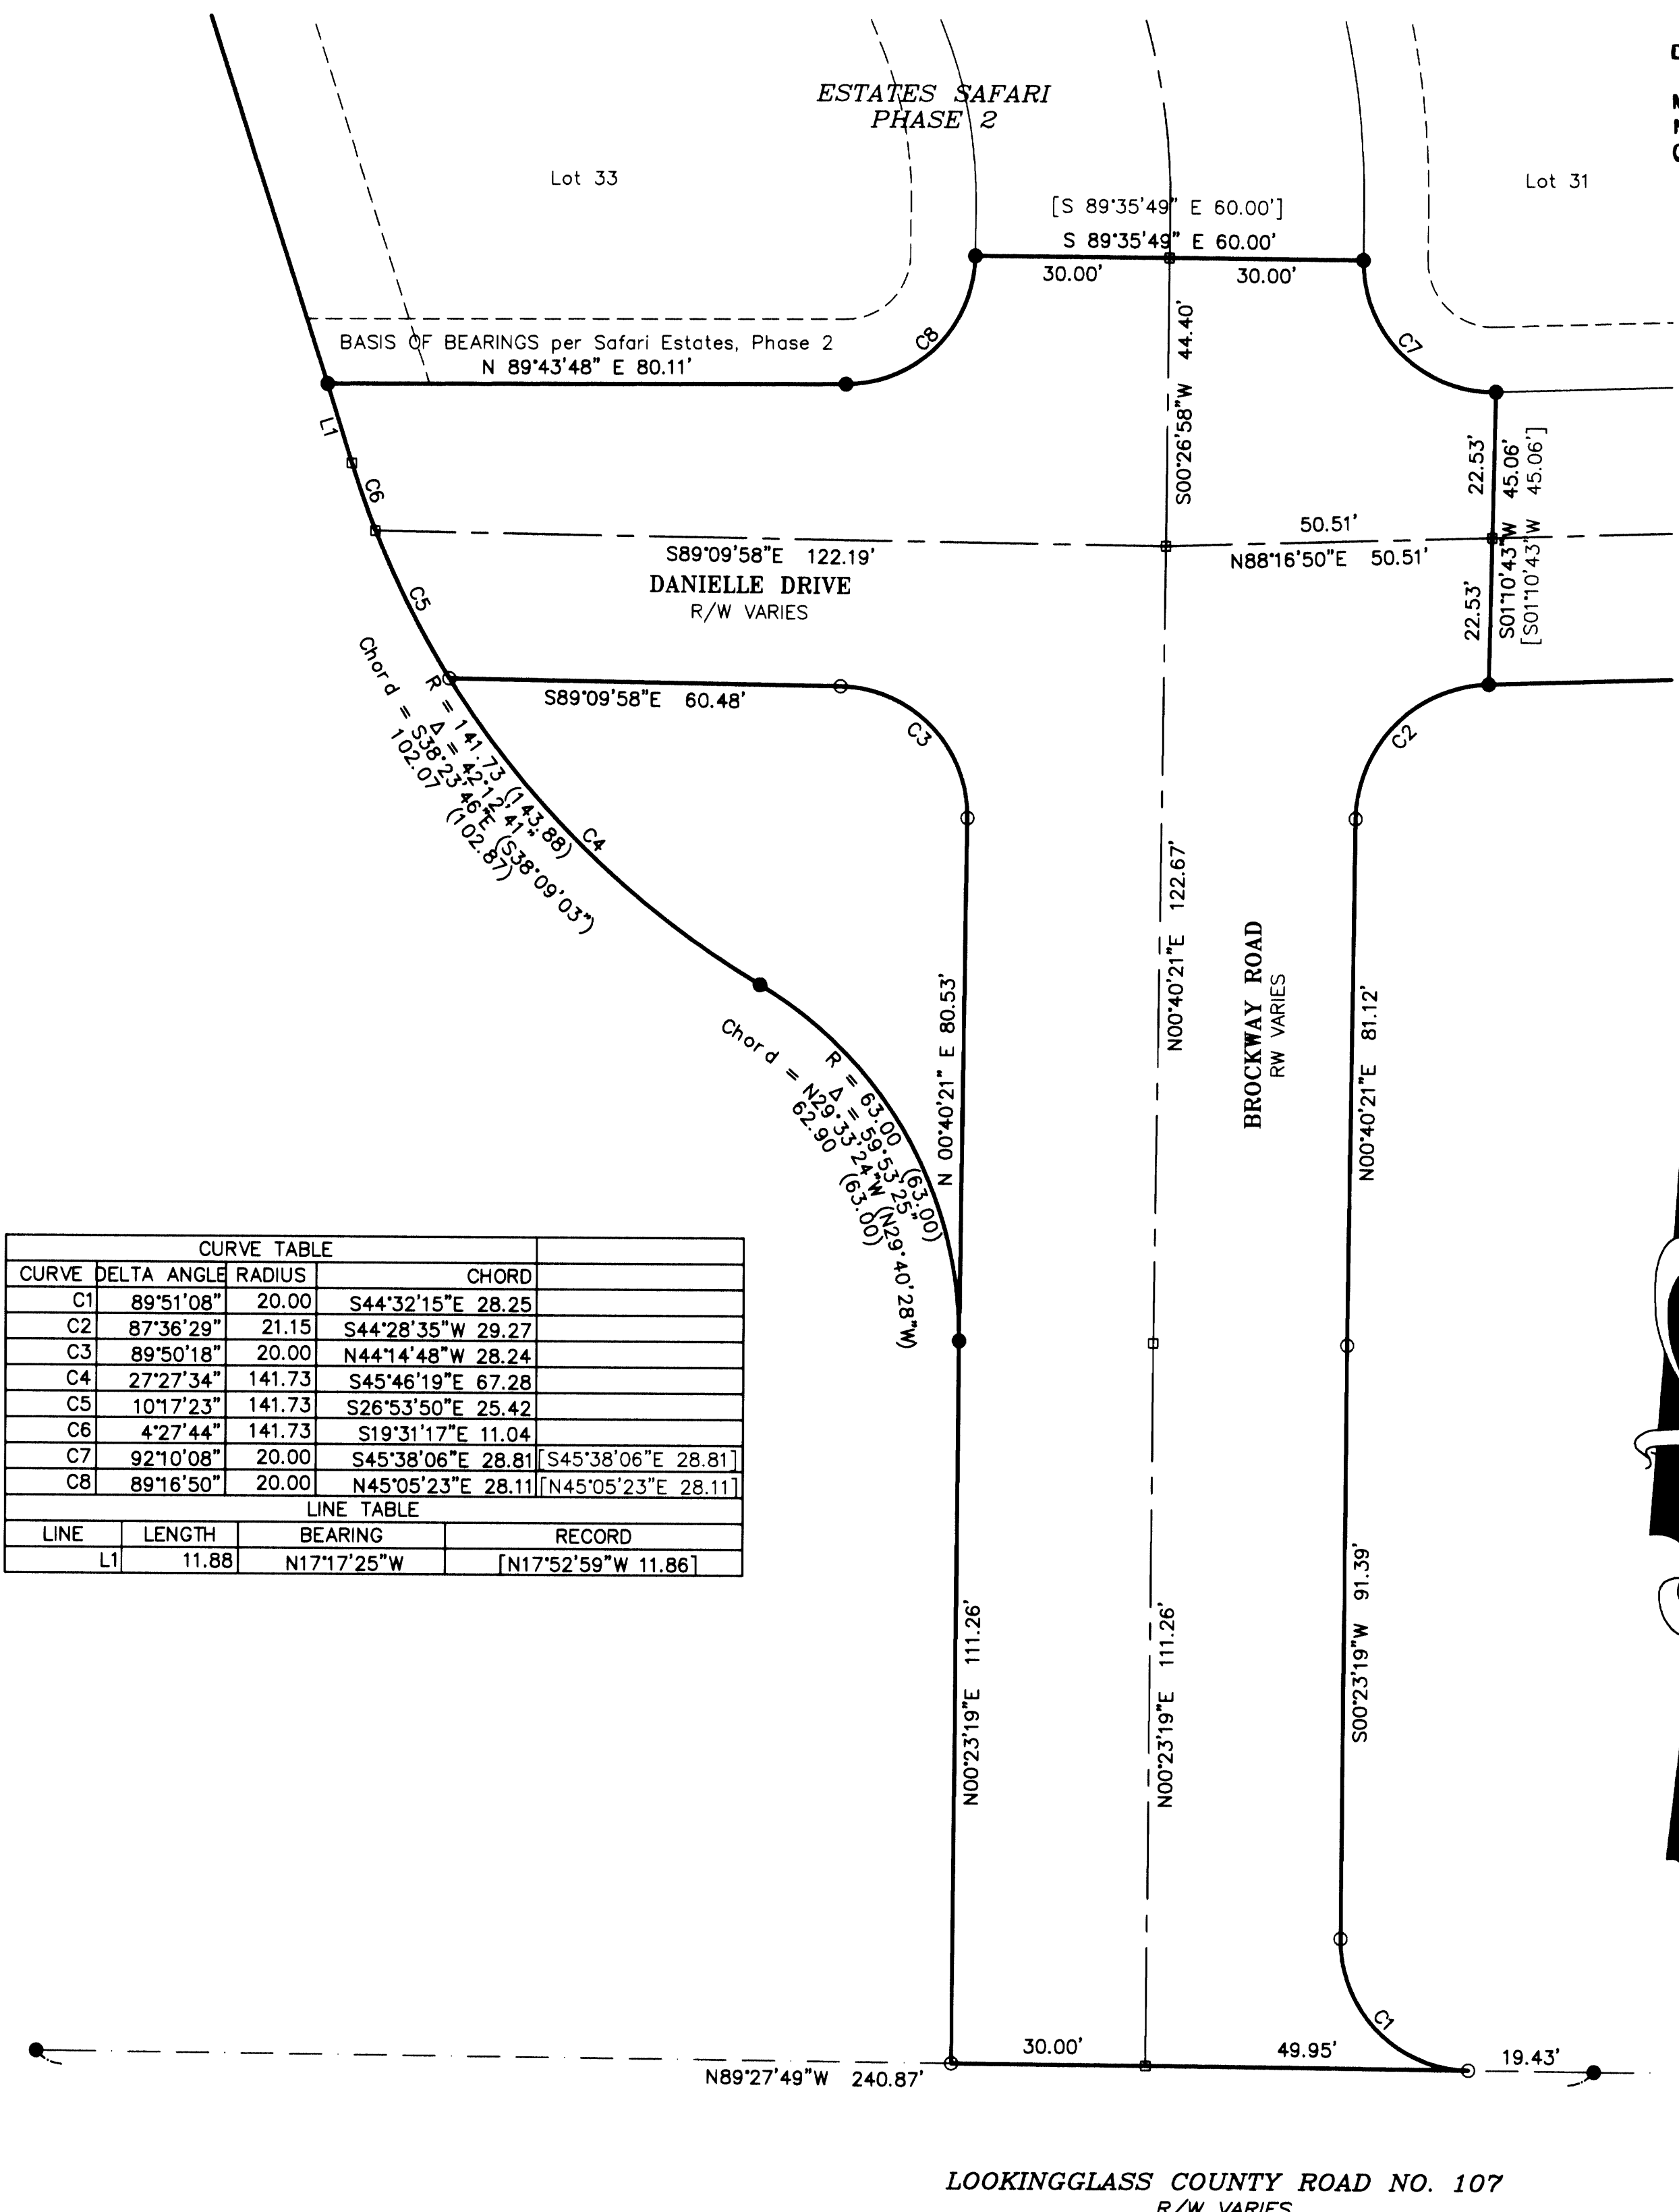 ESTATES SAFARI
PHASE 2
Lot 33
Lot 31
[S 89°35'49" E 60.00']
S 89°35'49" E 60.00'
30.00'
30.00'
BASIS OF BEARINGS per Safari Estates, Phase 2
N 89°43'48" E 80.11'
C8
C7
S00°26'58"W 44.40'
L1
C6
22.53'
S01°10'43"W 45.06'
[S01°10'43"W 45.06']
22.53'
50.51'
S89°09'58"E 122.19'
N88°16'50"E 50.51'
DANIELLE DRIVE
R/W VARIES
C5
S89°09'58"E 60.48'
C3
C2
R = 141.73 (143.88)
Δ = 42°12'41"
Chord = S38°23'46"E (S38°09'03")
102.07 (102.87)
C4
N00°40'21"E 122.67'
BROCKWAY ROAD
RW VARIES
N 00°40'21" E 80.53'
N00°40'21"E 81.12'
R = 63.00 (63.00)
Δ = 59°53'25"
Chord = N29°33'24"W (N29°40'28"W)
62.90 (63.00)
CURVE TABLE
CURVE DELTA ANGLE RADIUS CHORD
C1 89°51'08" 20.00 S44°32'15"E 28.25
C2 87°36'29" 21.15 S44°28'35"W 29.27
C3 89°50'18" 20.00 N44°14'48"W 28.24
C4 27°27'34" 141.73 S45°46'19"E 67.28
C5 10°17'23" 141.73 S26°53'50"E 25.42
C6 4°27'44" 141.73 S19°31'17"E 11.04
C7 92°10'08" 20.00 S45°38'06"E 28.81 [S45°38'06"E 28.81]
C8 89°16'50" 20.00 N45°05'23"E 28.11 [N45°05'23"E 28.11]
LINE TABLE
LINE LENGTH BEARING RECORD
L1 11.88 N17°17'25"W [N17°52'59"W 11.86]
N00°23'19"E 111.26'
N00°23'19"E 111.26'
S00°23'19"W 91.39'
C1
30.00'
49.95'
19.43'
N89°27'49"W 240.87'
LOOKINGGLASS COUNTY ROAD NO. 107
R/W VARIES